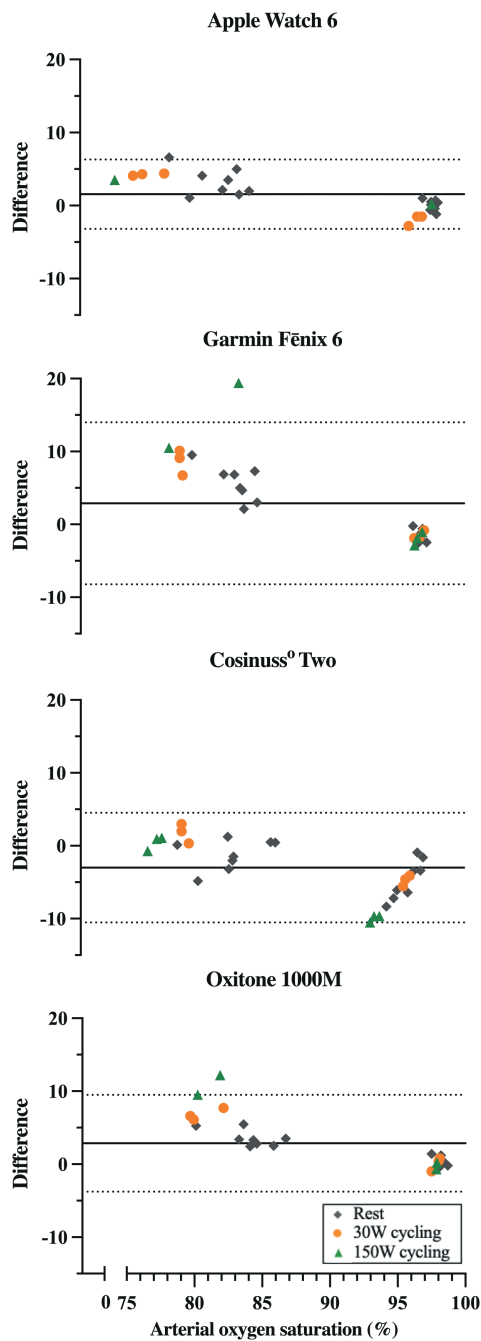 Apple Watch 6
20
10
0
-10
Difference
Garmin Fēnix 6
20
10
0
-10
Difference
Cosinuss° Two
20
10
0
-10
Difference
Oxitone 1000M
20
10
0
-10
Difference
Rest
30W cycling
150W cycling
0 75 80 85 90 95 100
Arterial oxygen saturation (%)